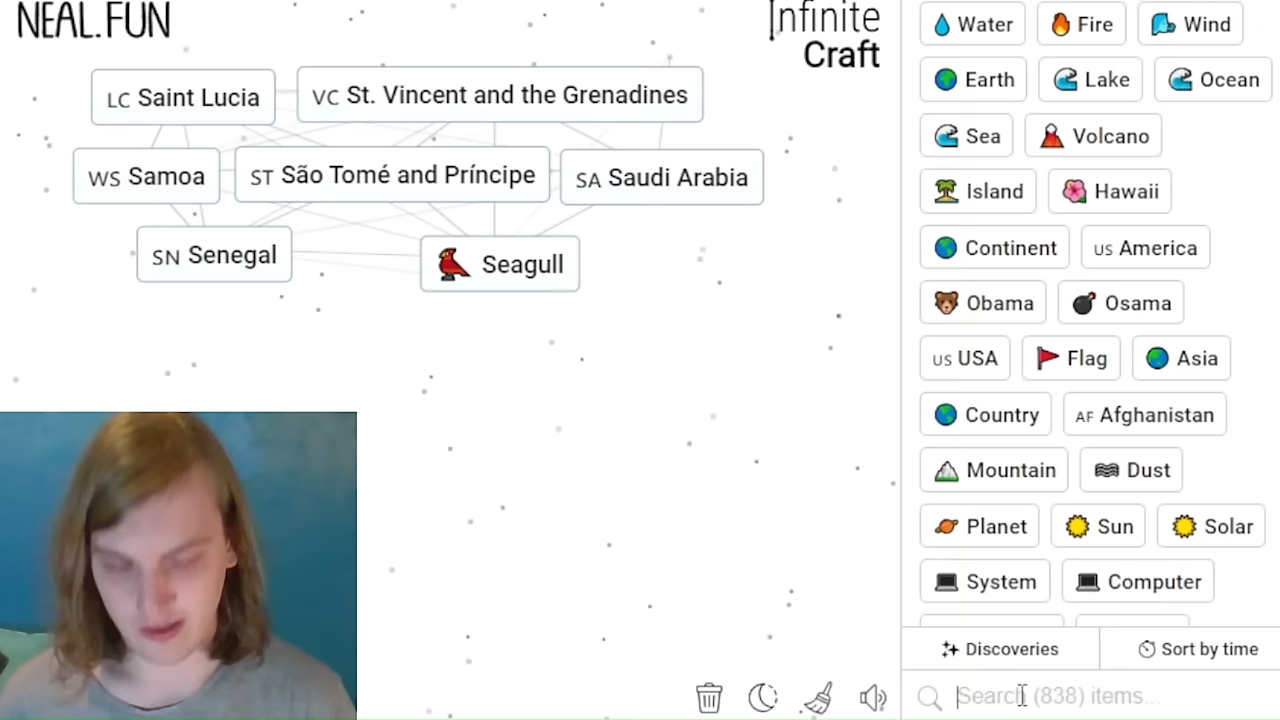 NEAL.FUN
Infinite
Craft
LC Saint Lucia
VC St. Vincent and the Grenadines
WS Samoa
ST São Tomé and Príncipe
SA Saudi Arabia
SN Senegal
Seagull
Water
Fire
Wind
Earth
Lake
Ocean
Sea
Volcano
Island
Hawaii
Continent
US America
Obama
Osama
US USA
Flag
Asia
Country
AF Afghanistan
Mountain
Dust
Planet
Sun
Solar
System
Computer
Discoveries
Sort by time
Search (838) items...